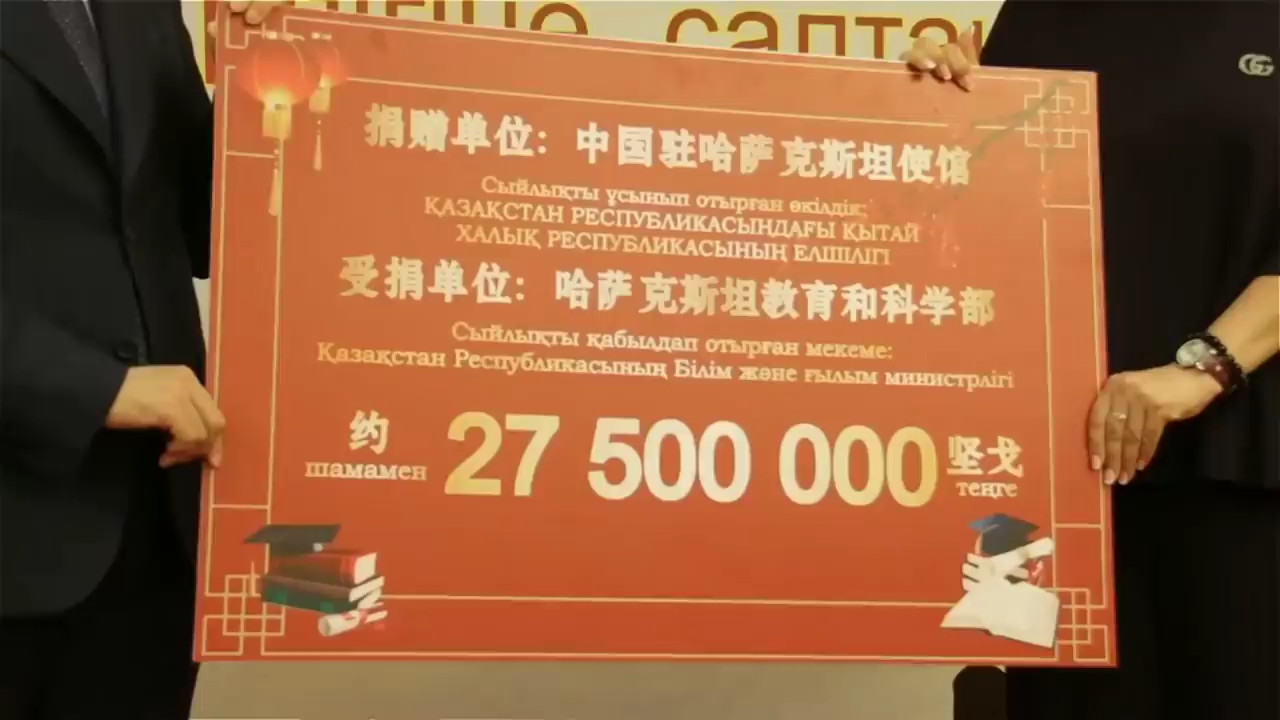 сапта
捐赠单位: 中国驻哈萨克斯坦使馆
Сыйлықты ұсынып отырған өкілдік:
ҚАЗАҚСТАН РЕСПУБЛИКАСЫНДАҒЫ ҚЫТАЙ
ХАЛЫҚ РЕСПУБЛИКАСЫНЫҢ ЕЛШІЛІГІ
受捐单位: 哈萨克斯坦教育和科学部
Сыйлықты қабылдап отырған мекеме:
Қазақстан Республикасының Білім және ғылым министрлігі
约 27 500 000 坚戈
шамамен теңге